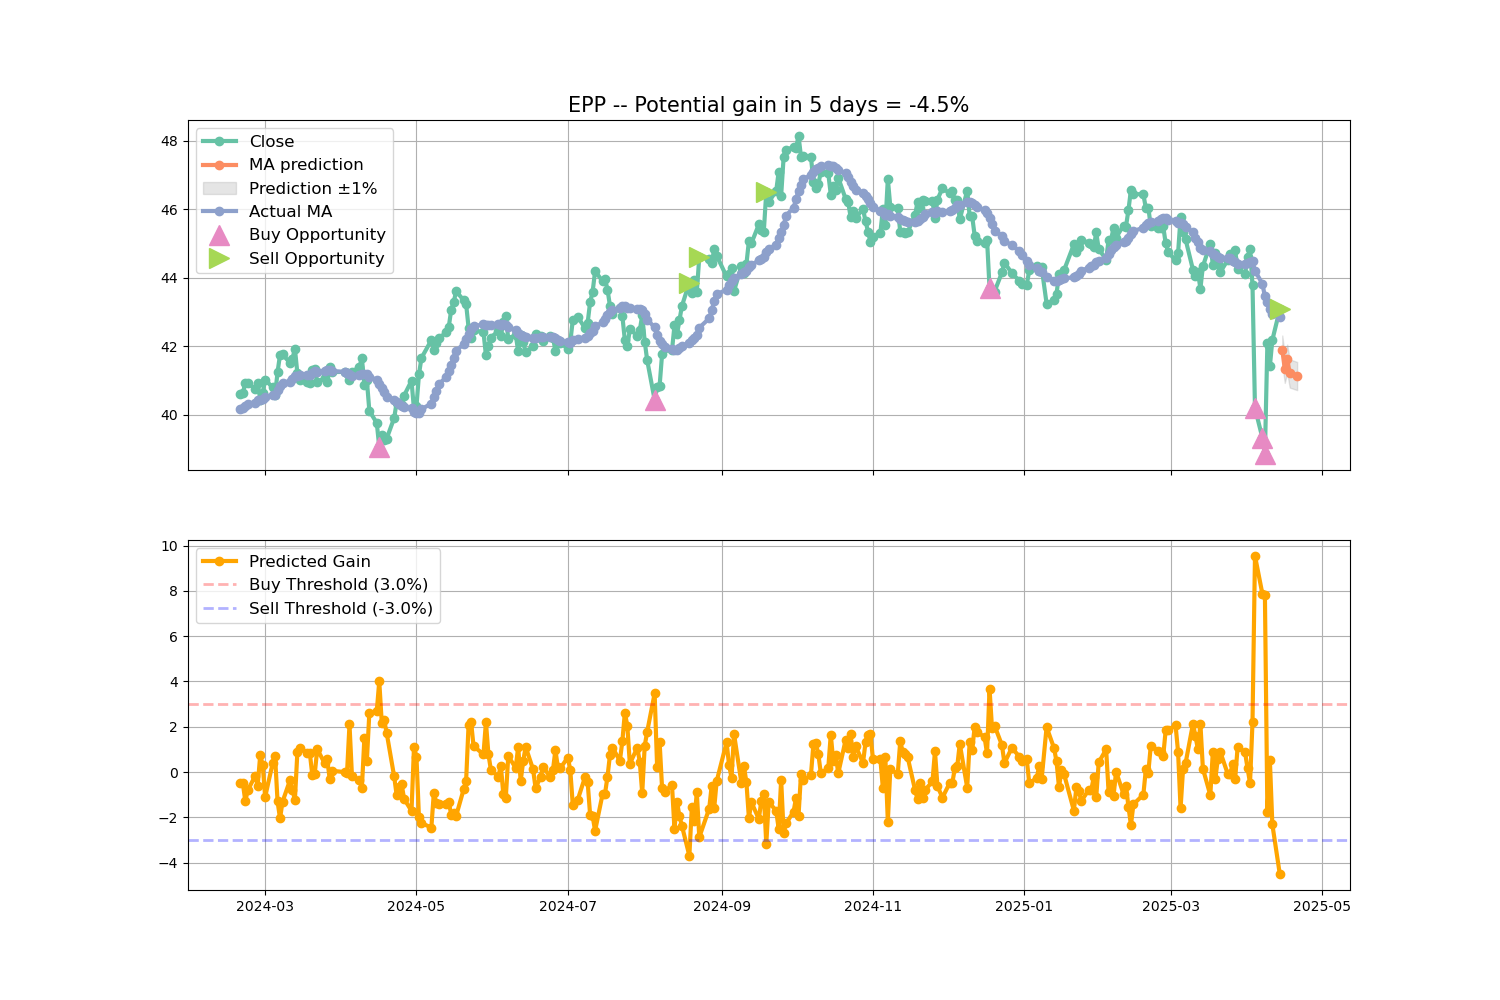 EPP -- Potential gain in 5 days = -4.5%
48
46
44
42
40
Close
MA prediction
Prediction ±1%
Actual MA
Buy Opportunity
Sell Opportunity
10
8
6
4
2
0
−2
−4
Predicted Gain
Buy Threshold (3.0%)
Sell Threshold (-3.0%)
2024-03
2024-05
2024-07
2024-09
2024-11
2025-01
2025-03
2025-05